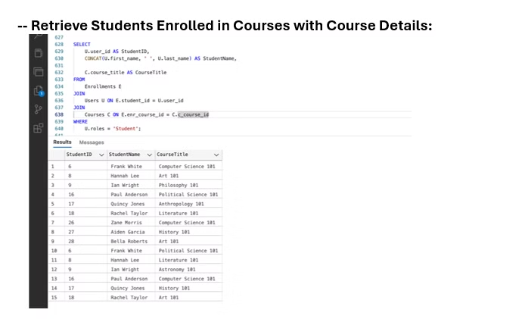 -- Retrieve Students Enrolled in Courses with Course Details:
627
628 SELECT
629 U.user_id AS StudentID,
630 CONCAT(U.first_name, ' ', U.last_name) AS StudentName,
631
632 C.course_title AS CourseTitle
633 FROM
634 Enrollments E
635 JOIN
636 Users U ON E.student_id = U.user_id
637 JOIN
638 Courses C ON E.enr_course_id = C.c_course_id
639 WHERE
640 U.roles = "Student";
Results Messages
StudentID StudentName CourseTitle
1 6 Frank White Computer Science 101
2 8 Hannah Lee Art 101
3 9 Ian Wright Philosophy 101
4 16 Paul Anderson Political Science 101
5 17 Quincy Jones Anthropology 101
6 18 Rachel Taylor Literature 101
7 26 Zane Morris Computer Science 101
8 27 Aiden Garcia History 101
9 28 Bella Roberts Art 101
10 6 Frank White Political Science 101
11 8 Hannah Lee Literature 101
12 9 Ian Wright Astronomy 101
13 16 Paul Anderson Computer Science 101
14 17 Quincy Jones History 101
15 18 Rachel Taylor Art 101